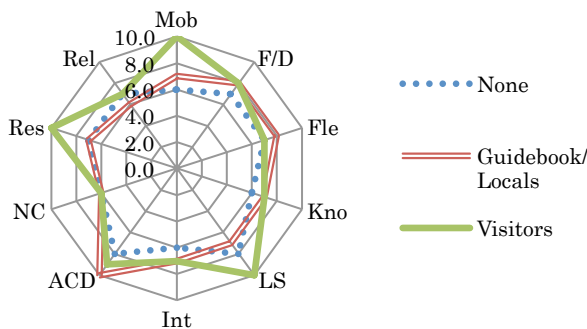 Mob
10.0
Rel
F/D
8.0
6.0
Res
4.0
Fle
2.0
0.0
NC
Kno
ACD
LS
Int
None
Guidebook/
Locals
Visitors